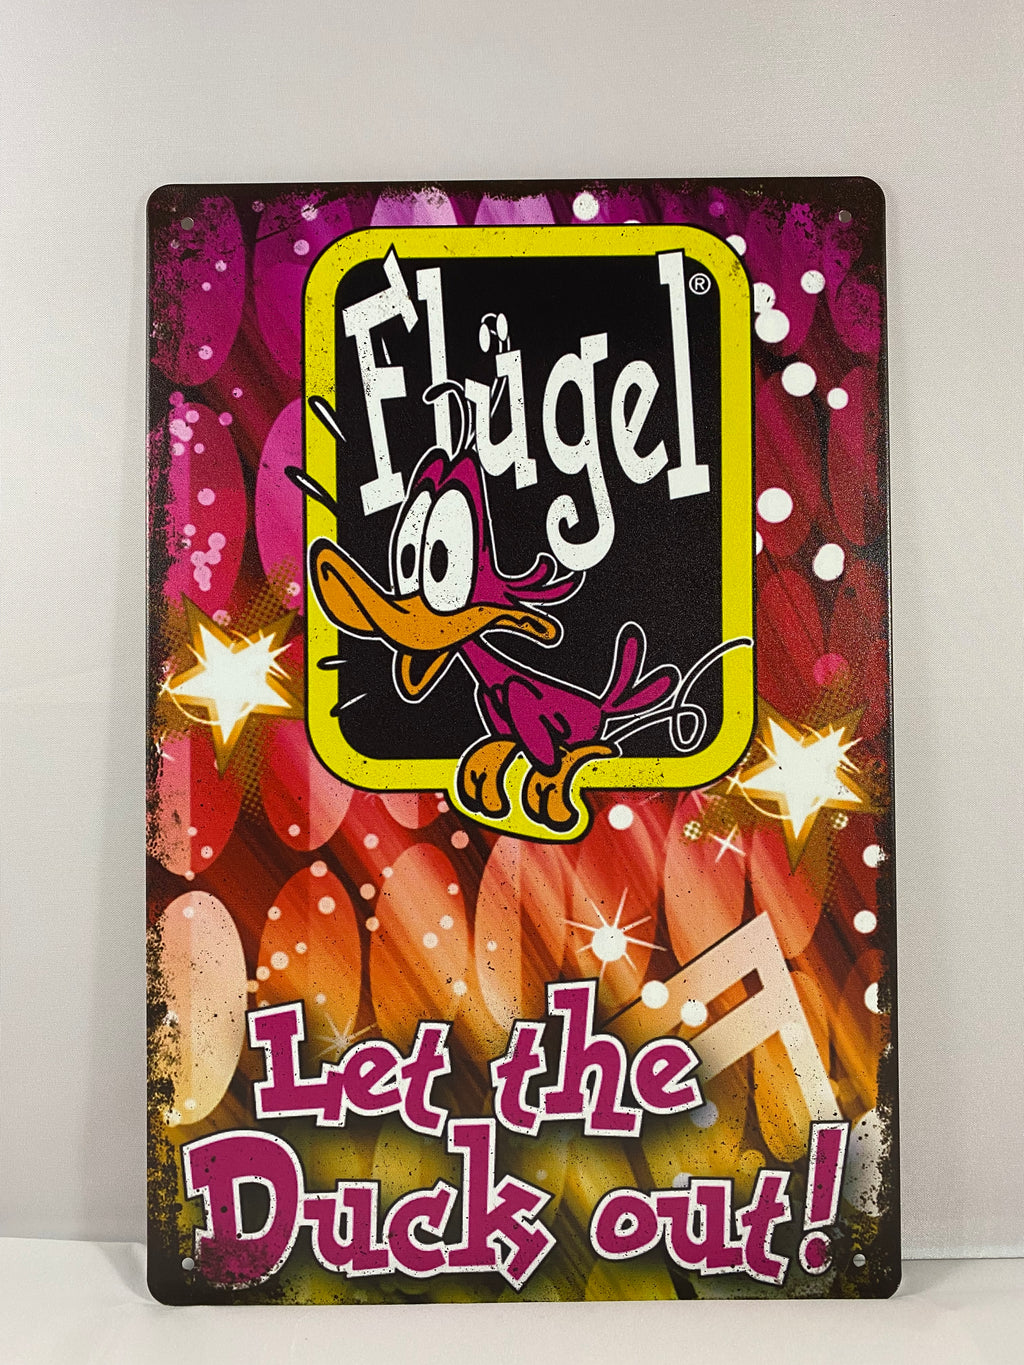 Flügel®
Let the
Duck out!